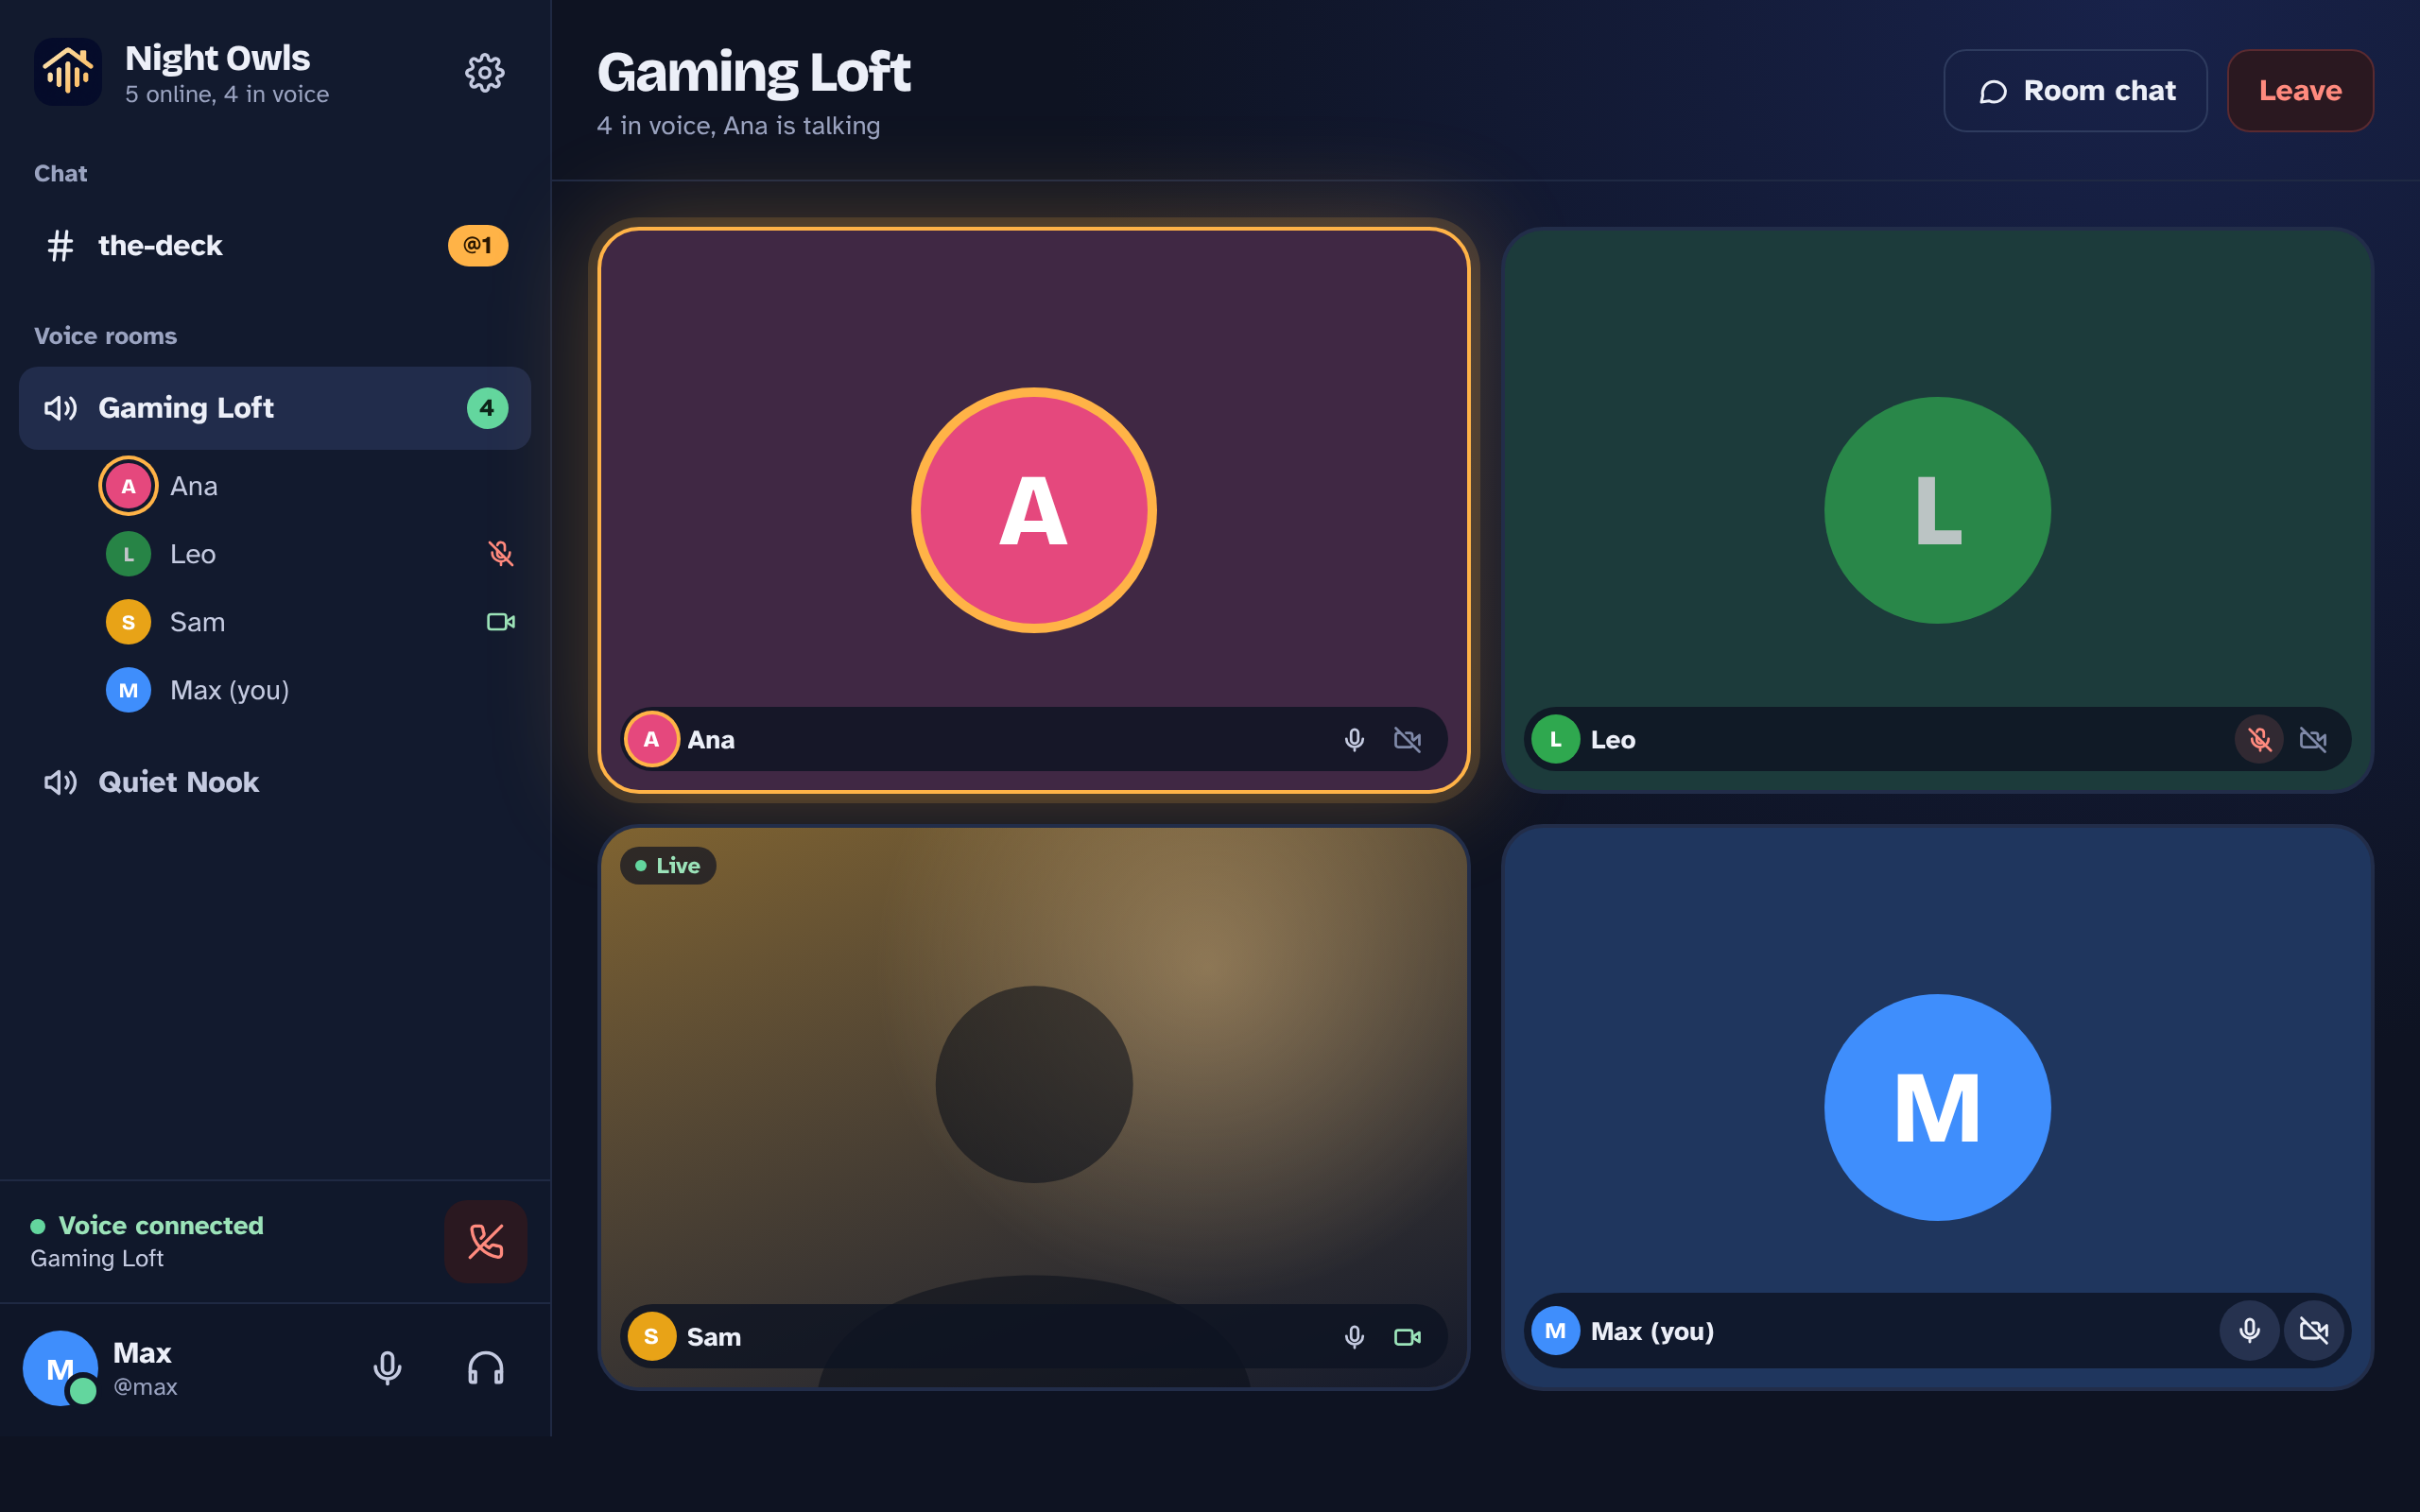 Night Owls
5 online, 4 in voice
Chat
the-deck
@1
Voice rooms
Gaming Loft
4
A
Ana
L
Leo
S
Sam
M
Max (you)
Quiet Nook
Voice connected
Gaming Loft
M
Max
@max
Gaming Loft
4 in voice, Ana is talking
Room chat
Leave
A
A
Ana
L
L
Leo
Live
S
Sam
M
M
Max (you)